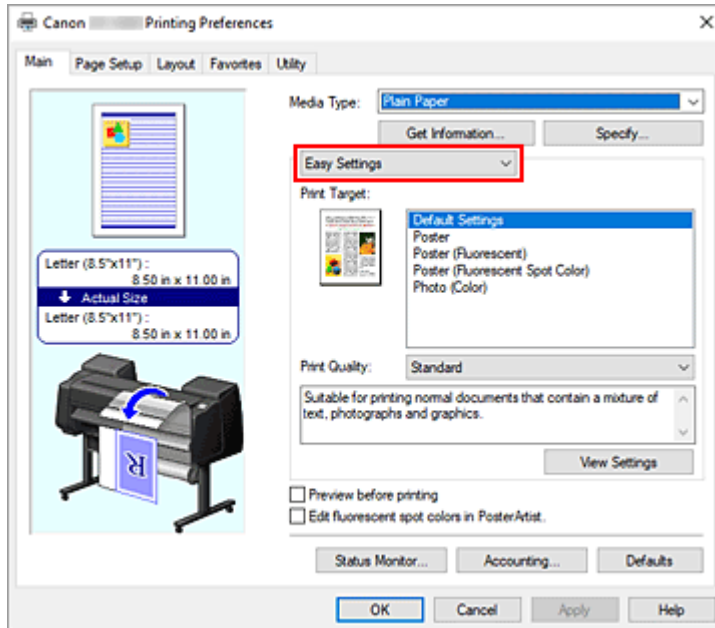 Canon Printing Preferences
Main Page Setup Layout Favorites Utility
Media Type: Plain Paper
Get Information... Specify...
Easy Settings
Print Target:
Default Settings
Poster
Poster (Fluorescent)
Poster (Fluorescent Spot Color)
Photo (Color)
Letter (8.5"x11") :
8.50 in x 11.00 in
Actual Size
Letter (8.5"x11") :
8.50 in x 11.00 in
Print Quality: Standard
Suitable for printing normal documents that contain a mixture of
text, photographs and graphics.
R
View Settings
Preview before printing
Edit fluorescent spot colors in PosterArtist.
Status Monitor... Accounting... Defaults
OK Cancel Apply Help